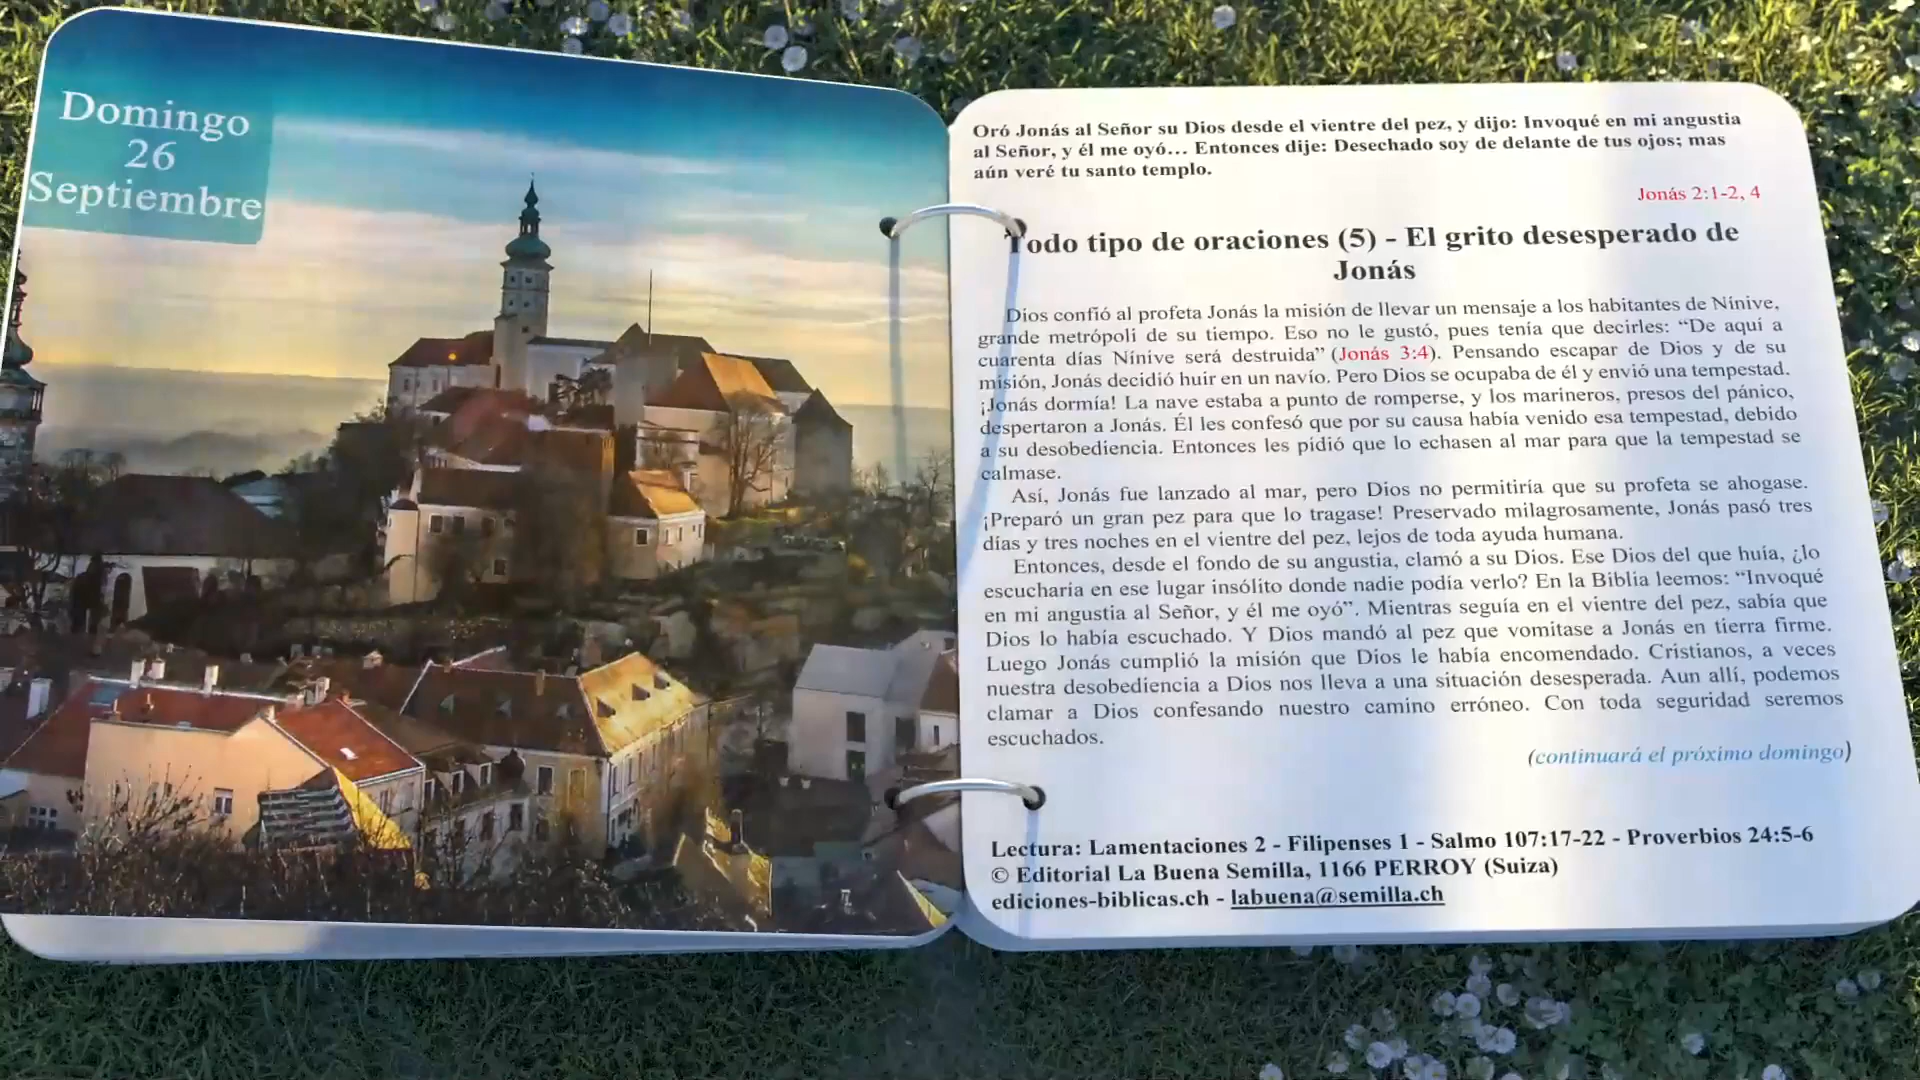 Domingo
26
Septiembre
Oró Jonás al Señor su Dios desde el vientre del pez, y dijo: Invoqué en mi angustia
al Señor, y él me oyó... Entonces dije: Desechado soy de delante de tus ojos; mas
aún veré tu santo templo.
Jonás 2:1-2, 4
Todo tipo de oraciones (5) - El grito desesperado de
Jonás
Dios confió al profeta Jonás la misión de llevar un mensaje a los habitantes de Nínive,
grande metrópoli de su tiempo. Eso no le gustó, pues tenía que decirles: “De aquí a
cuarenta días Nínive será destruida” (Jonás 3:4). Pensando escapar de Dios y de su
misión, Jonás decidió huir en un navío. Pero Dios se ocupaba de él y envió una tempestad.
¡Jonás dormía! La nave estaba a punto de romperse, y los marineros, presos del pánico,
despertaron a Jonás. Él les confesó que por su causa había venido esa tempestad, debido
a su desobediencia. Entonces les pidió que lo echasen al mar para que la tempestad se
calmase.
Así, Jonás fue lanzado al mar, pero Dios no permitiría que su profeta se ahogase.
¡Preparó un gran pez para que lo tragase! Preservado milagrosamente, Jonás pasó tres
días y tres noches en el vientre del pez, lejos de toda ayuda humana.
Entonces, desde el fondo de su angustia, clamó a su Dios. Ese Dios del que huía, ¿lo
escucharía en ese lugar insólito donde nadie podía verlo? En la Biblia leemos: “Invoqué
en mi angustia al Señor, y él me oyó”. Mientras seguía en el vientre del pez, sabía que
Dios lo había escuchado. Y Dios mandó al pez que vomitase a Jonás en tierra firme.
Luego Jonás cumplió la misión que Dios le había encomendado. Cristianos, a veces
nuestra desobediencia a Dios nos lleva a una situación desesperada. Aun allí, podemos
clamar a Dios confesando nuestro camino erróneo. Con toda seguridad seremos
escuchados.
(continuará el próximo domingo)
Lectura: Lamentaciones 2 - Filipenses 1 - Salmo 107:17-22 - Proverbios 24:5-6
© Editorial La Buena Semilla, 1166 PERROY (Suiza)
ediciones-biblicas.ch - labuena@semilla.ch